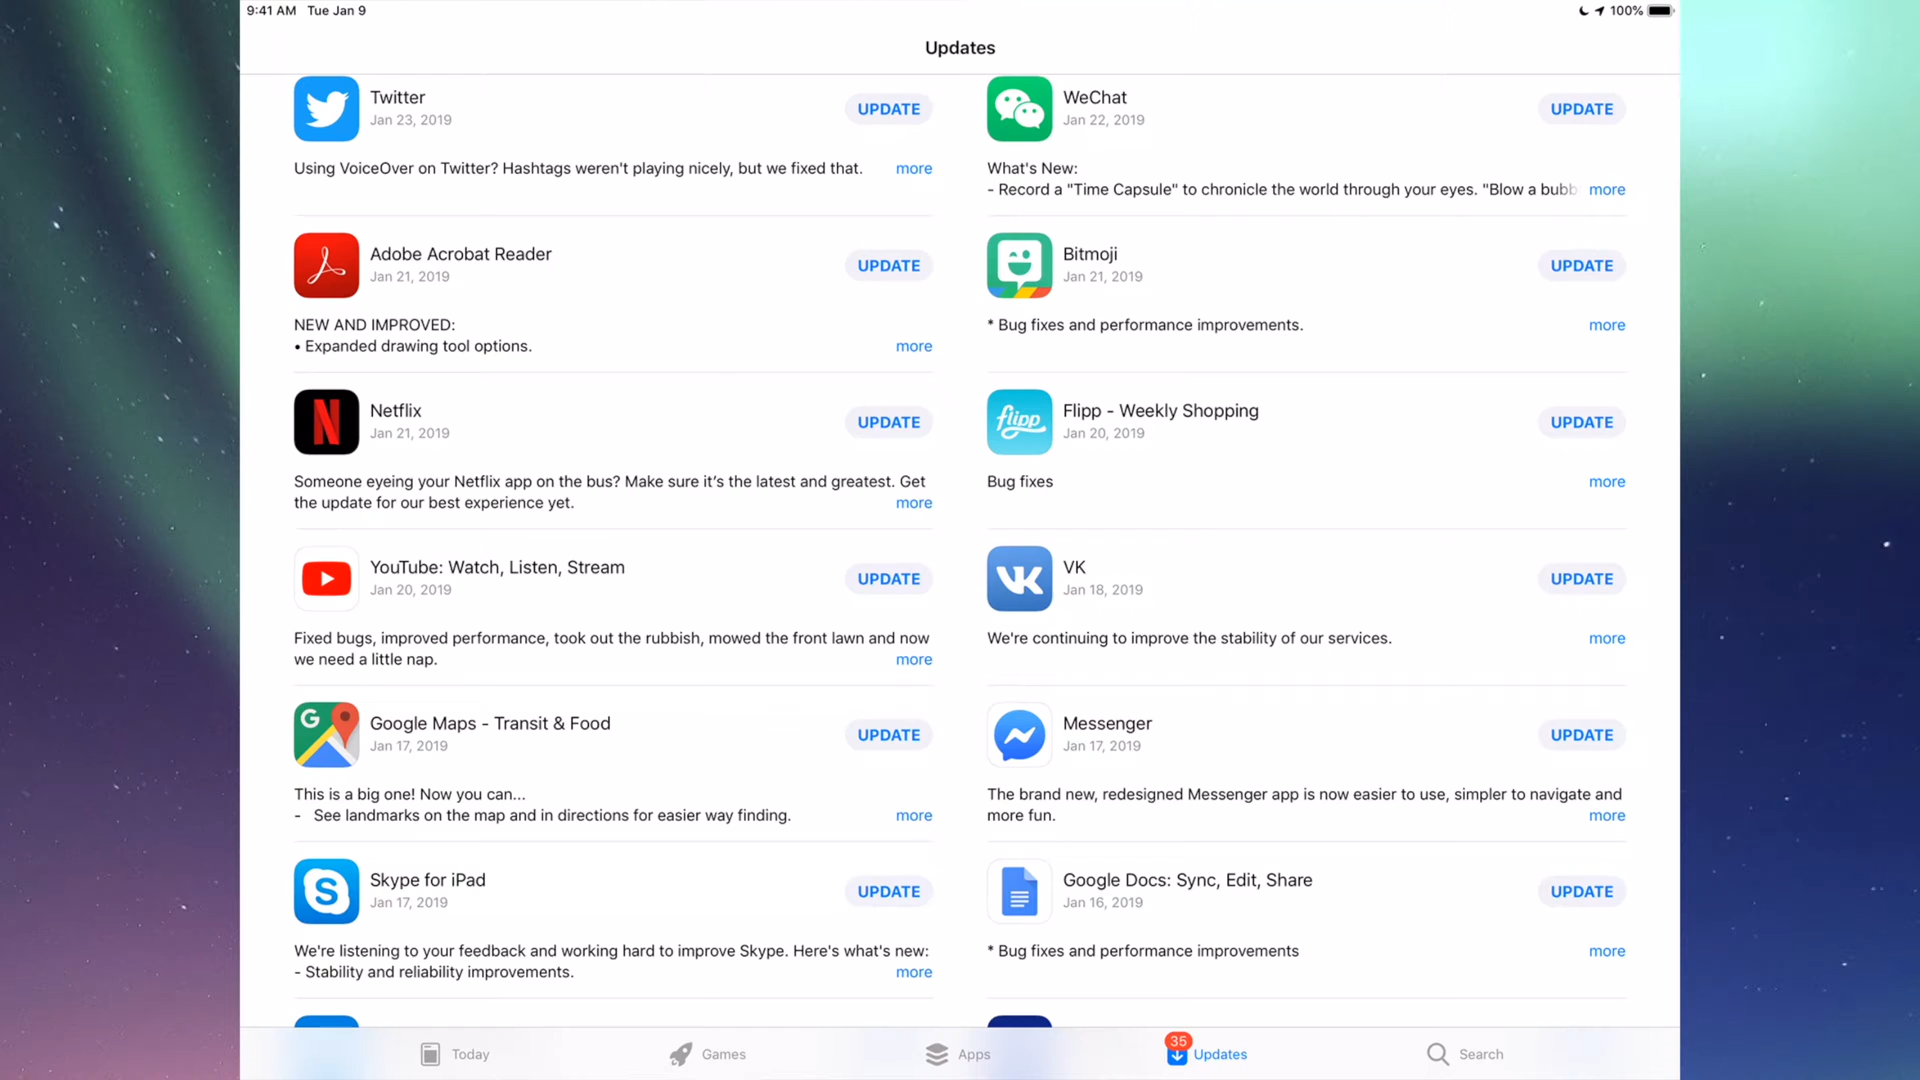 9:41 AM Tue Jan 9
100%
Updates
Twitter
Jan 23, 2019
UPDATE
Using VoiceOver on Twitter? Hashtags weren't playing nicely, but we fixed that. more
WeChat
Jan 22, 2019
UPDATE
What's New:
- Record a "Time Capsule" to chronicle the world through your eyes. "Blow a bubb more
Adobe Acrobat Reader
Jan 21, 2019
UPDATE
NEW AND IMPROVED:
• Expanded drawing tool options. more
Bitmoji
Jan 21, 2019
UPDATE
* Bug fixes and performance improvements. more
N
Netflix
Jan 21, 2019
UPDATE
Someone eyeing your Netflix app on the bus? Make sure it's the latest and greatest. Get
the update for our best experience yet. more
flipp
Flipp - Weekly Shopping
Jan 20, 2019
UPDATE
Bug fixes more
YouTube: Watch, Listen, Stream
Jan 20, 2019
UPDATE
Fixed bugs, improved performance, took out the rubbish, mowed the front lawn and now
we need a little nap. more
VK
VK
Jan 18, 2019
UPDATE
We're continuing to improve the stability of our services. more
G
Google Maps - Transit & Food
Jan 17, 2019
UPDATE
This is a big one! Now you can...
- See landmarks on the map and in directions for easier way finding. more
Messenger
Jan 17, 2019
UPDATE
The brand new, redesigned Messenger app is now easier to use, simpler to navigate and
more fun. more
S
Skype for iPad
Jan 17, 2019
UPDATE
We're listening to your feedback and working hard to improve Skype. Here's what's new:
- Stability and reliability improvements. more
Google Docs: Sync, Edit, Share
Jan 16, 2019
UPDATE
* Bug fixes and performance improvements more
Today
Games
Apps
35
Updates
Search